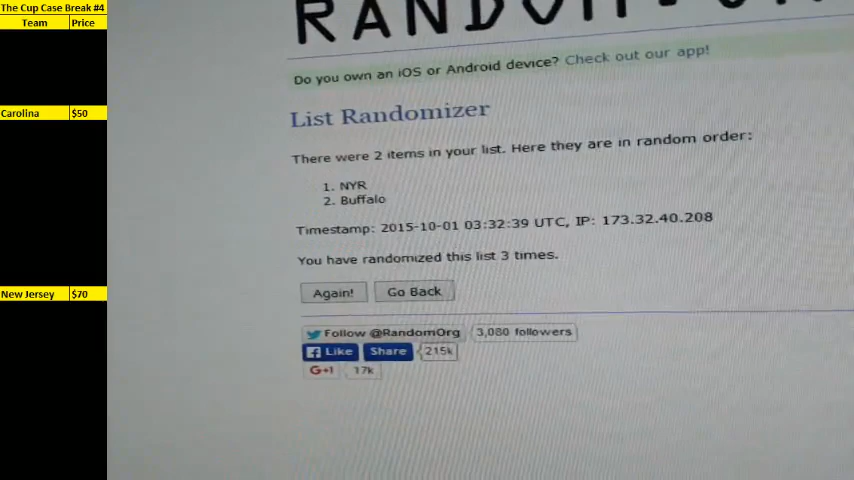 The Cup Case Break #4
Team Price
Carolina $50
New Jersey $70
Do you own an iOS or Android device? Check out our app!
List Randomizer
There were 2 items in your list. Here they are in random order:
1. NYR
2. Buffalo
Timestamp: 2015-10-01 03:32:39 UTC, IP: 173.32.40.208
You have randomized this list 3 times.
Again! Go Back
Follow @RandomOrg 3,080 followers
Like Share 215k
G+1 17k